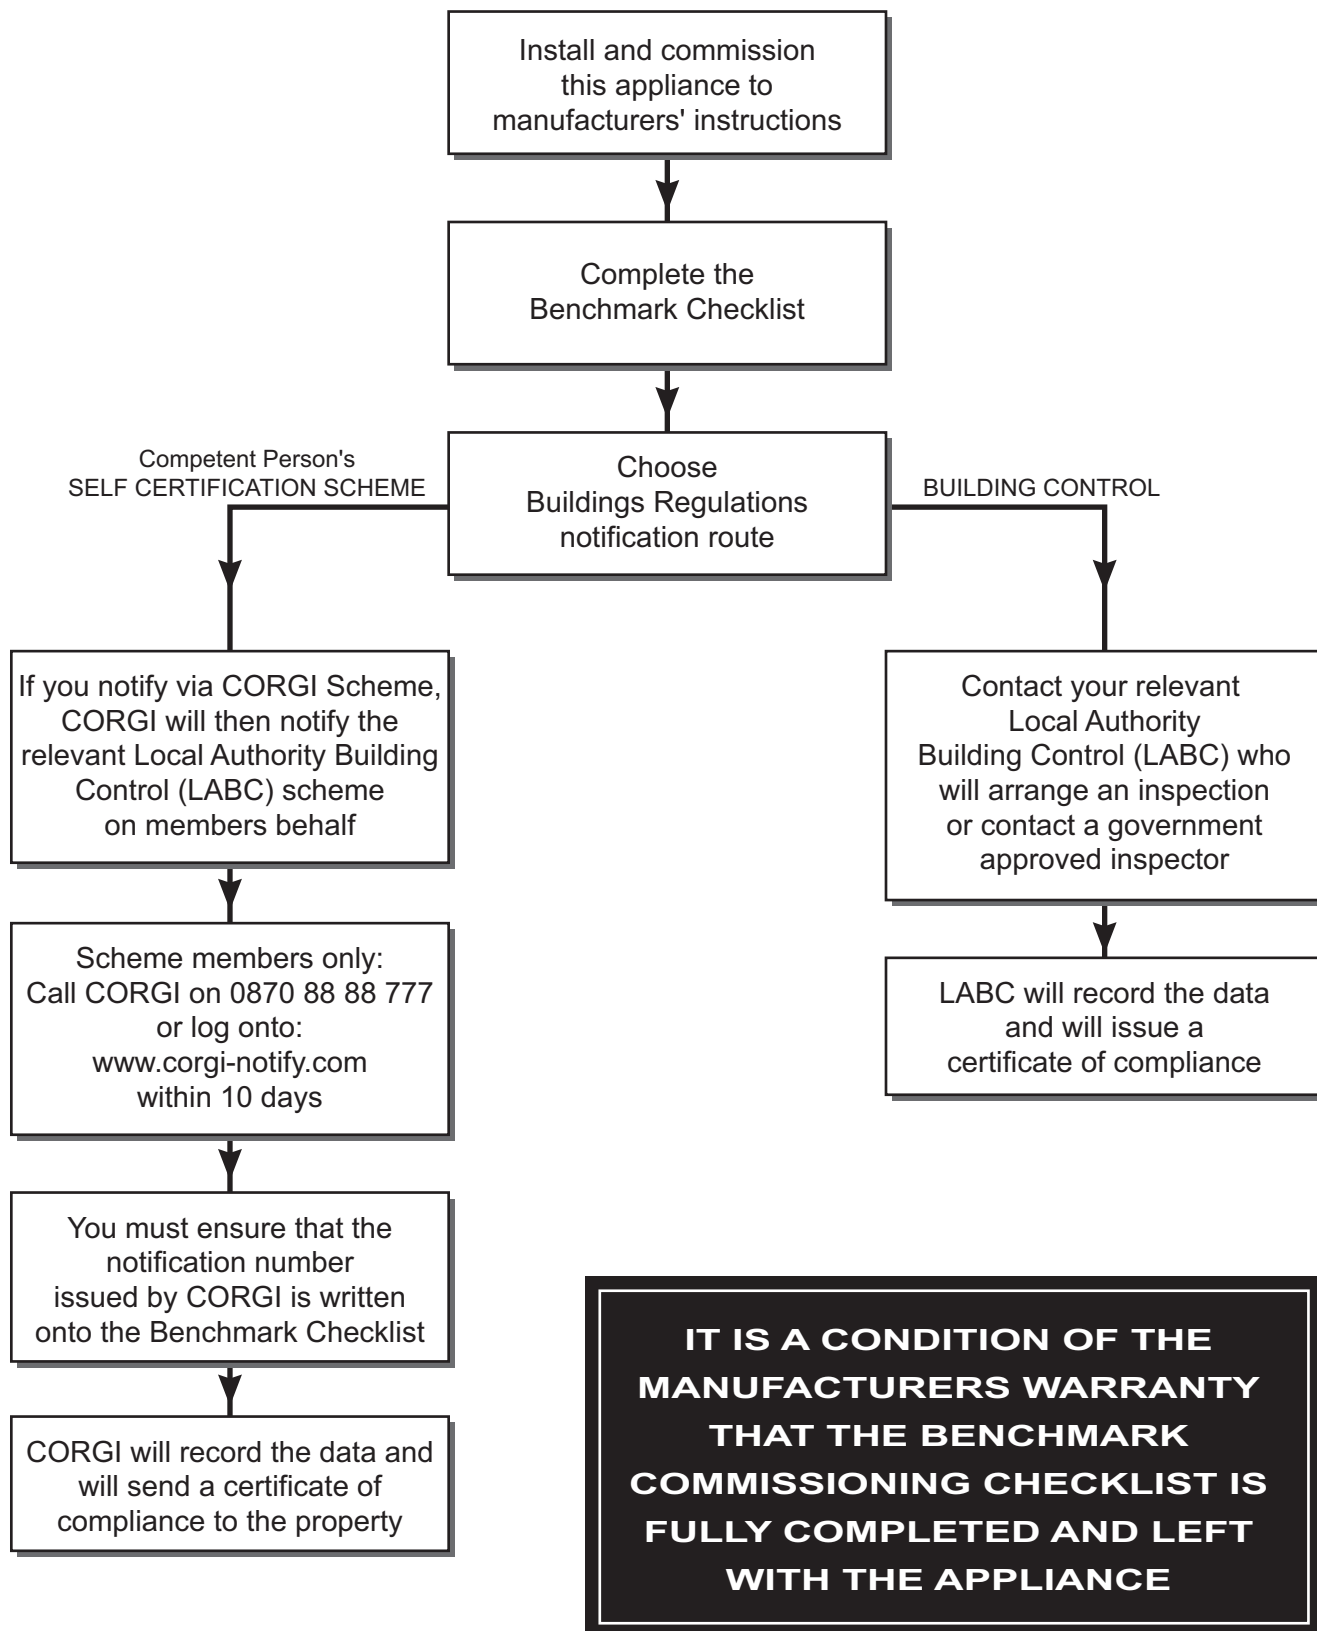 Install and commission
this appliance to
manufacturers' instructions
Complete the
Benchmark Checklist
Choose
Buildings Regulations
notification route
Competent Person's
SELF CERTIFICATION SCHEME
BUILDING CONTROL
If you notify via CORGI Scheme,
CORGI will then notify the
relevant Local Authority Building
Control (LABC) scheme
on members behalf
Scheme members only:
Call CORGI on 0870 88 88 777
or log onto:
www.corgi-notify.com
within 10 days
You must ensure that the
notification number
issued by CORGI is written
onto the Benchmark Checklist
CORGI will record the data and
will send a certificate of
compliance to the property
Contact your relevant
Local Authority
Building Control (LABC) who
will arrange an inspection
or contact a government
approved inspector
LABC will record the data
and will issue a
certificate of compliance
IT IS A CONDITION OF THE
MANUFACTURERS WARRANTY
THAT THE BENCHMARK
COMMISSIONING CHECKLIST IS
FULLY COMPLETED AND LEFT
WITH THE APPLIANCE